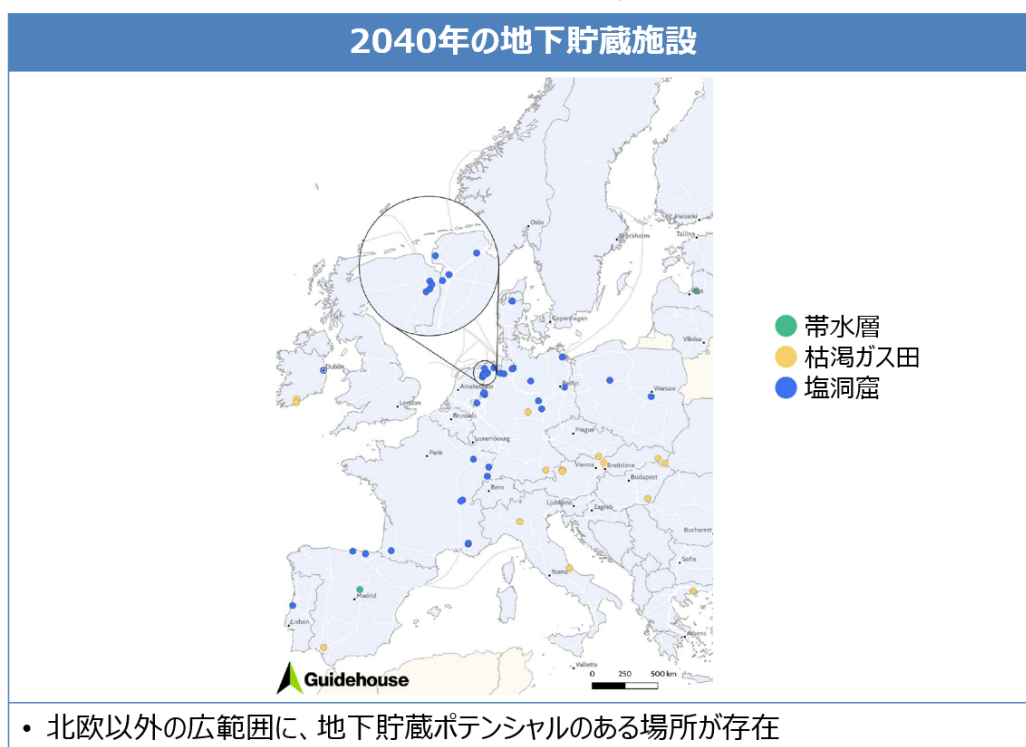 2040年の地下貯蔵施設
Oslo
Helsinki
Stockholm
Tallinn
Copenhagen
Vilnius
Dublin
Amsterdam
Berlin
Warsaw
London
Brussels
Luxembourg
Prague
Paris
Vienna
Bratislava
Budapest
Bern
Ljubljana
Zagreb
Bucharest
Sofia
Rome
Madrid
Lisbon
Athens
Valletta
帯水層
枯渇ガス田
塩洞窟
Guidehouse
0 250 500 km
• 北欧以外の広範囲に、地下貯蔵ポテンシャルのある場所が存在